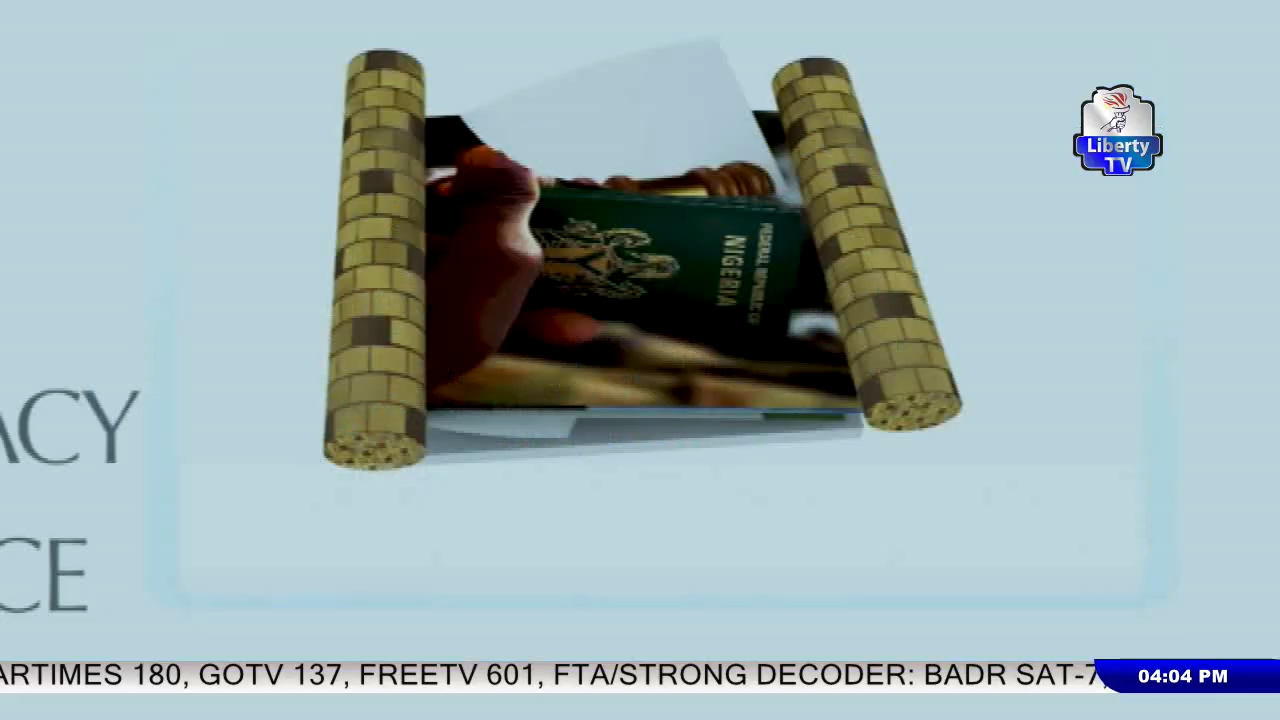 Liberty
TV
FEDERAL REPUBLIC OF
NIGERIA
ACY
CE
ARTIMES 180, GOTV 137, FREETV 601, FTA/STRONG DECODER: BADR SAT-7,
04:04 PM